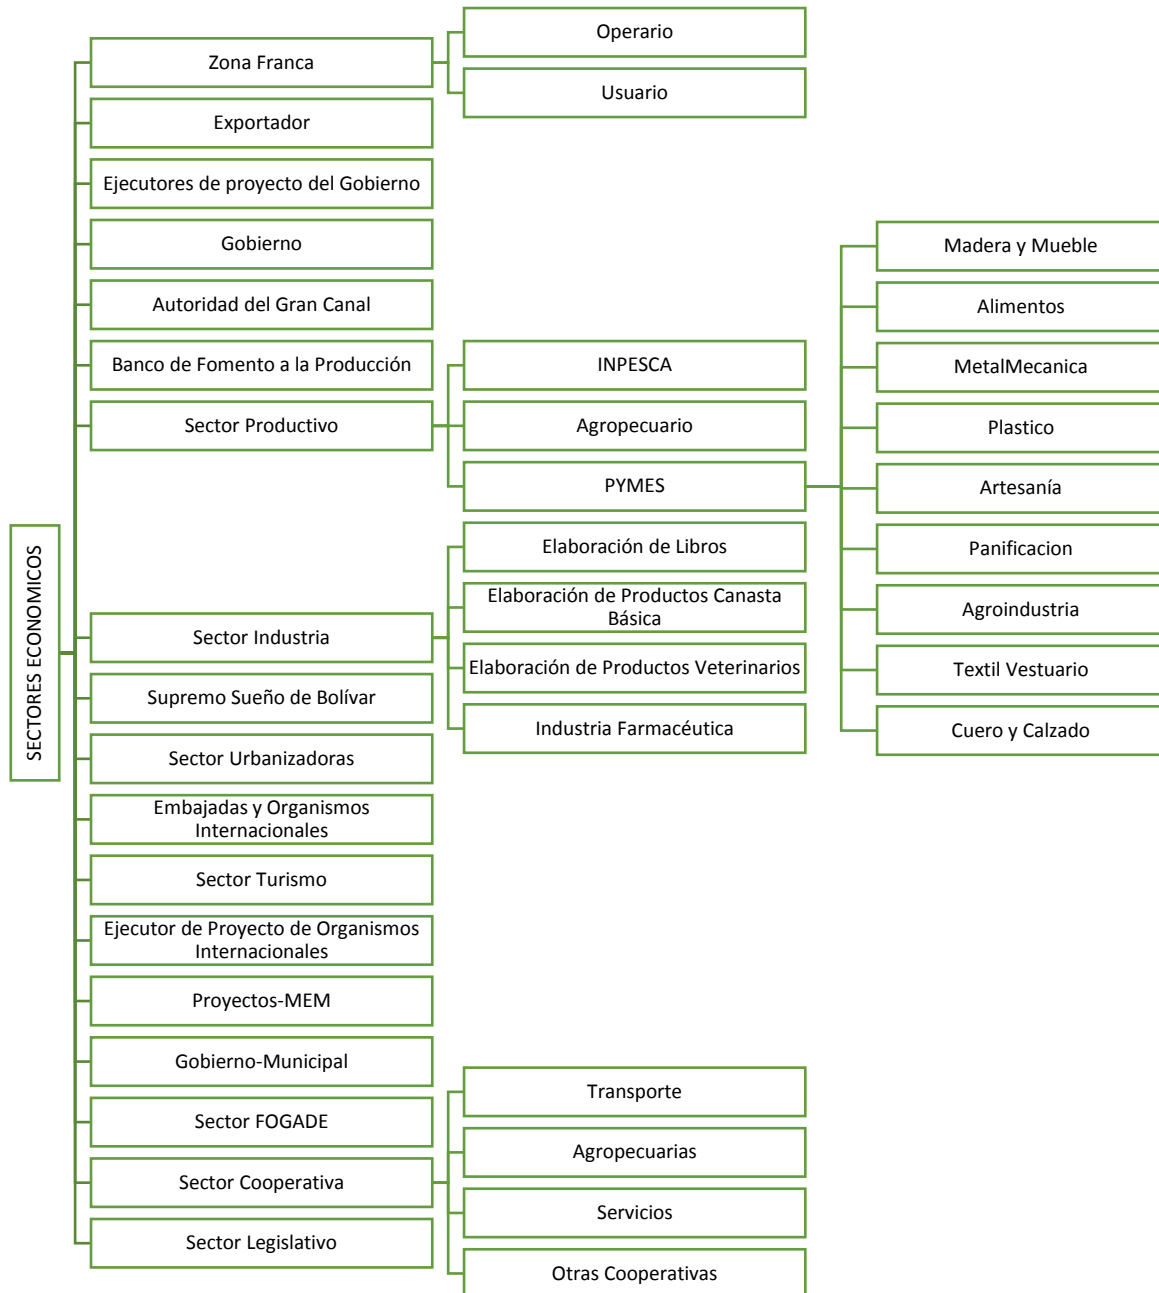 SECTORES ECONOMICOS
Zona Franca
Operario
Usuario
Exportador
Ejecutores de proyecto del Gobierno
Gobierno
Autoridad del Gran Canal
Banco de Fomento a la Producción
Sector Productivo
INPESCA
Agropecuario
PYMES
Madera y Mueble
Alimentos
MetalMecanica
Plastico
Artesanía
Panificacion
Agroindustria
Textil Vestuario
Cuero y Calzado
Sector Industria
Elaboración de Libros
Elaboración de Productos Canasta
Básica
Elaboración de Productos Veterinarios
Industria Farmacéutica
Supremo Sueño de Bolívar
Sector Urbanizadoras
Embajadas y Organismos
Internacionales
Sector Turismo
Ejecutor de Proyecto de Organismos
Internacionales
Proyectos-MEM
Gobierno-Municipal
Sector FOGADE
Sector Cooperativa
Transporte
Agropecuarias
Servicios
Otras Cooperativas
Sector Legislativo